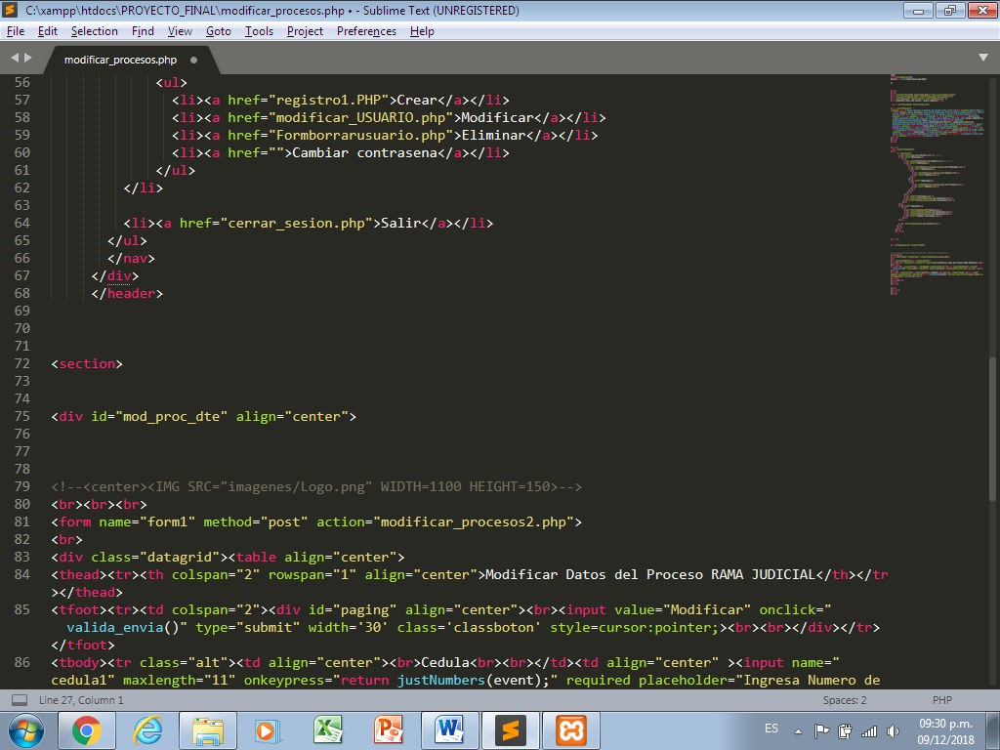 C:\xampp\htdocs\PROYECTO_FINAL\modificar_procesos.php • - Sublime Text (UNREGISTERED)
File Edit Selection Find View Goto Tools Project Preferences Help
modificar_procesos.php
56 <ul>
57 <li><a href="registro1.PHP">Crear</a></li>
58 <li><a href="modificar_USUARIO.php">Modificar</a></li>
59 <li><a href="Formborrarusuario.php">Eliminar</a></li>
60 <li><a href="">Cambiar contrasena</a></li>
61 </ul>
62 </li>
63
64 <li><a href="cerrar_sesion.php">Salir</a></li>
65 </ul>
66 </nav>
67 </div>
68 </header>
69
70
71
72 <section>
73
74
75 <div id="mod_proc_dte" align="center">
76
77
78
79 <!--<center><IMG SRC="imagenes/Logo.png" WIDTH=1100 HEIGHT=150>-->
80 <br><br><br>
81 <form name="form1" method="post" action="modificar_procesos2.php">
82 <br>
83 <div class="datagrid"><table align="center">
84 <thead><tr><th colspan="2" rowspan="1" align="center">Modificar Datos del Proceso RAMA JUDICIAL</th></tr
></thead>
85 <tfoot><tr><td colspan="2"><div id="paging" align="center"><br><input value="Modificar" onclick="
valida_envia()" type="submit" width='30' class='classboton' style=cursor:pointer;><br><br></div></tr>
</tfoot>
86 <tbody><tr class="alt"><td align="center"><br>Cedula<br><br></td><td align="center" ><input name="
cedula1" maxlength="11" onkeypress="return justNumbers(event);" required placeholder="Ingresa Numero de
Line 27, Column 1 Spaces: 2 PHP
ES 09:30 p.m.
09/12/2018